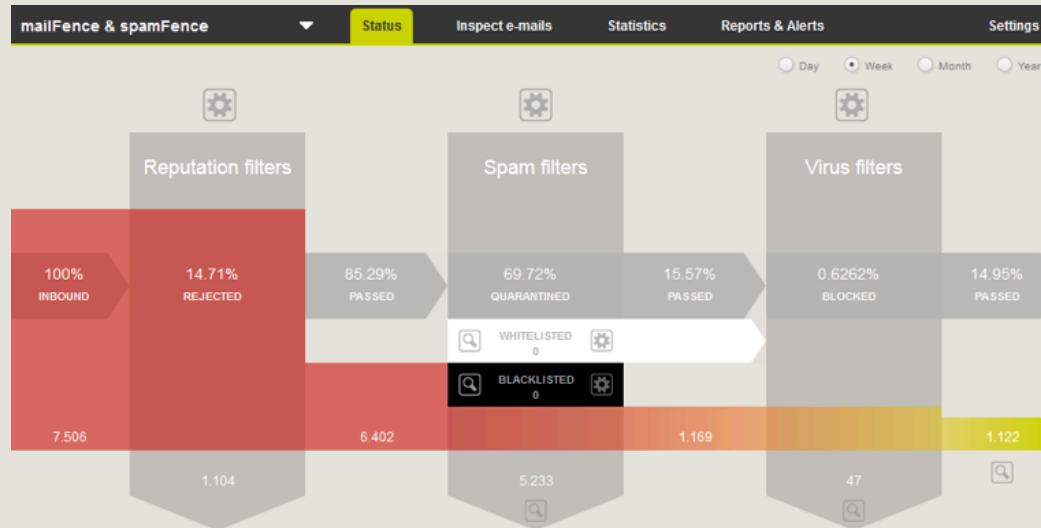 mailFence & spamFence Status Inspect e-mails Statistics Reports & Alerts Settings
Day Week Month Year
Reputation filters Spam filters Virus filters
100% 14.71% 85.29% 69.72% 15.57% 0.6262% 14.95%
INBOUND REJECTED PASSED QUARANTINED PASSED BLOCKED PASSED
WHITELISTED
0
BLACKLISTED
0
7.506 6.402 1.169 1.122
1.104 5.233 47